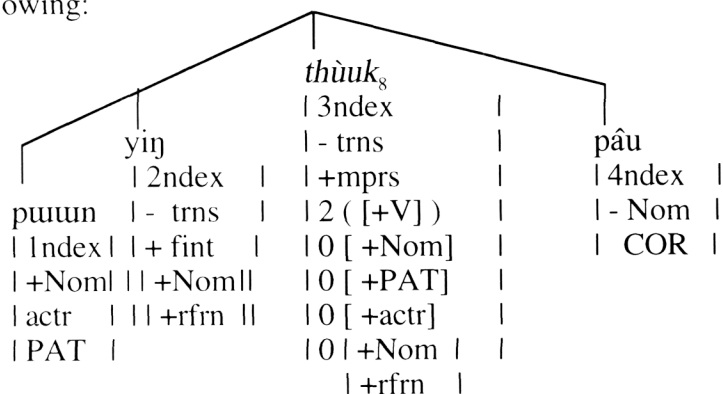 owing:
pɯɯn
| 1ndex |
| +Nom|
| actr |
| PAT |
yiŋ
| 2ndex |
| - trns |
| + fint |
|| +Nom||
|| +rfrn ||
thùuk₈
| 3ndex |
| - trns |
| +mprs |
| 2 ( [+V] ) |
| 0 [ +Nom] |
| 0 [ +PAT] |
| 0 [ +actr] |
| 0 | +Nom | |
| +rfrn |
pâu
| 4ndex |
| - Nom |
| COR |